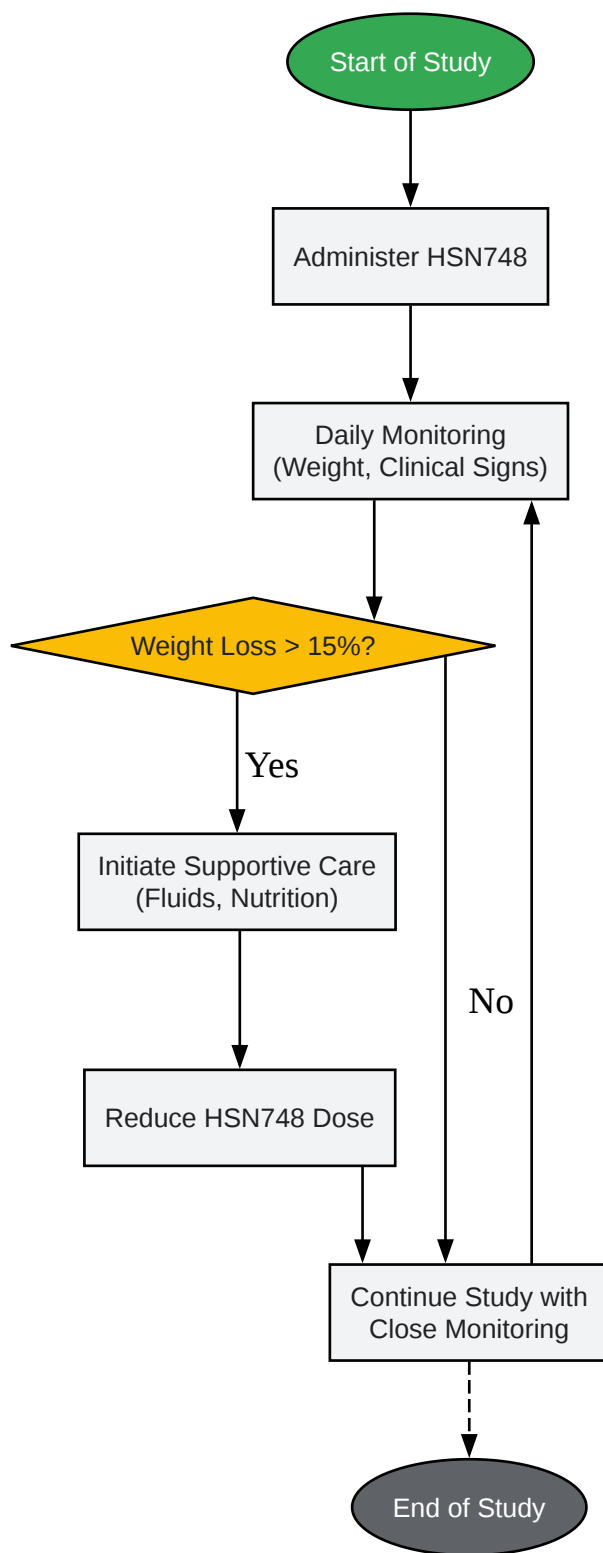 Start of Study
Administer HSN748
Daily Monitoring
(Weight, Clinical Signs)
Weight Loss > 15%?
Yes
Initiate Supportive Care
(Fluids, Nutrition)
No
Reduce HSN748 Dose
Continue Study with
Close Monitoring
End of Study